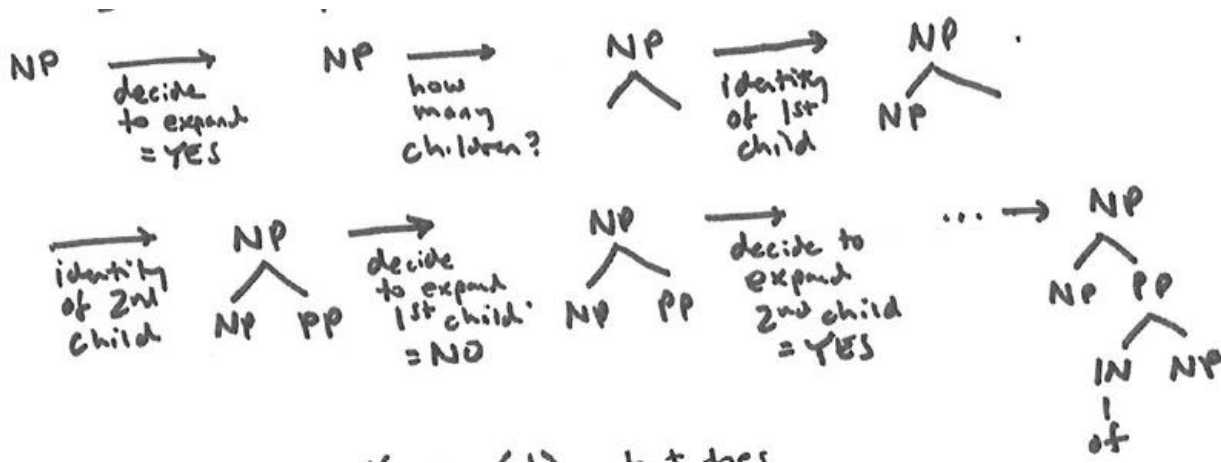 NP
decide
to expand
= YES
NP
how
many
children?
NP
identity
of 1st
child
NP
NP
identity
of 2nd
child
NP
NP PP
decide
to expand
1st child
= NO
NP
NP PP
decide to
expand
2nd child
= YES
...
NP
NP PP
IN NP
of